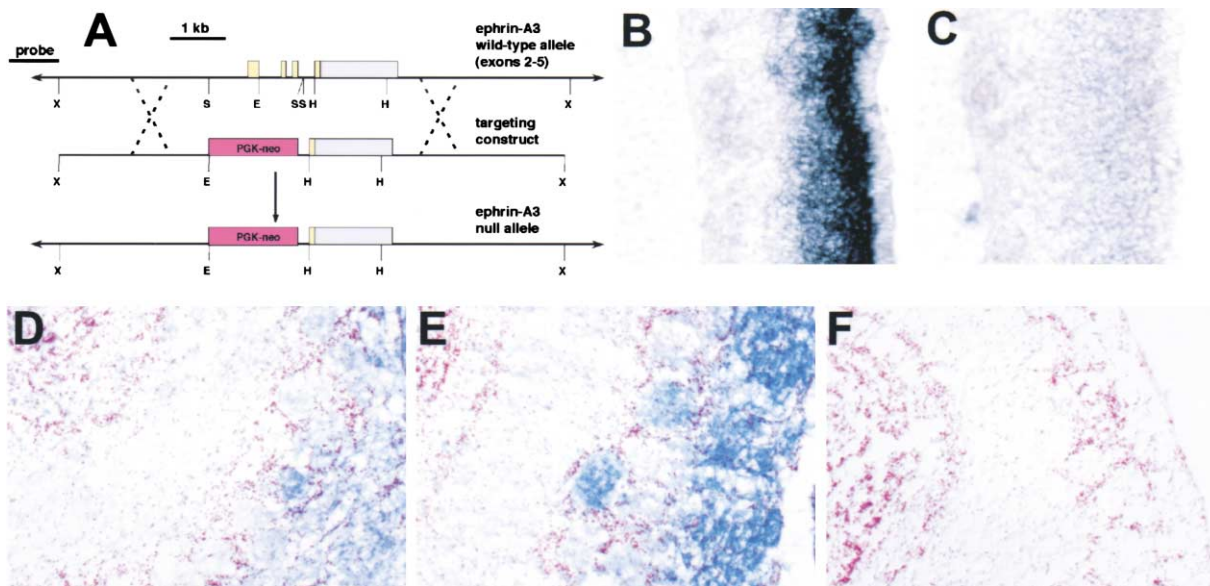 A
1 kb
probe
ephrin-A3
wild-type allele
(exons 2-5)
X S E SS H H X
targeting
construct
PGK-neo
X E H H X
ephrin-A3
null allele
PGK-neo
X E H H X
B
C
D
E
F